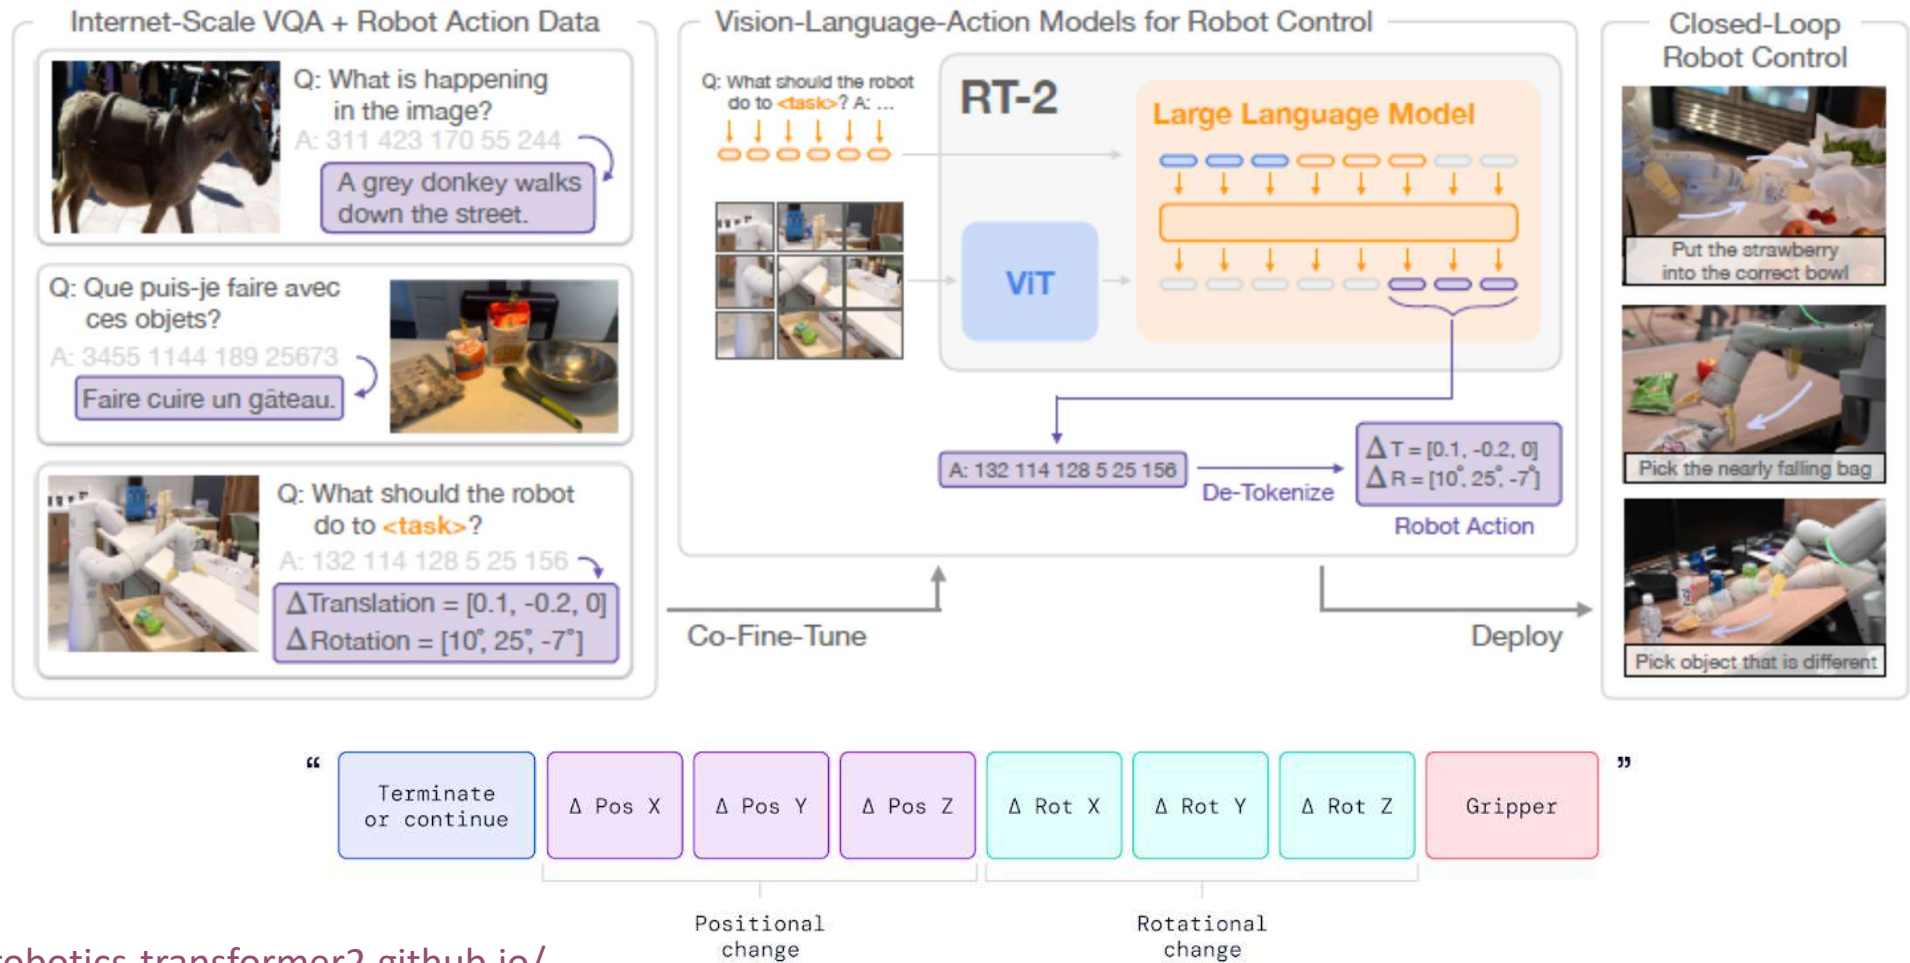 Internet-Scale VQA + Robot Action Data
Q: What is happening
in the image?
A: 311 423 170 55 244
A grey donkey walks
down the street.
Q: Que puis-je faire avec
ces objets?
A: 3455 1144 189 25673
Faire cuire un gâteau.
Q: What should the robot
do to <task>?
A: 132 114 128 5 25 156
ΔTranslation = [0.1, -0.2, 0]
ΔRotation = [10°, 25°, -7°]
Co-Fine-Tune
Vision-Language-Action Models for Robot Control
Q: What should the robot
do to <task>? A: ...
RT-2
Large Language Model
ViT
A: 132 114 128 5 25 156
De-Tokenize
Δ T = [0.1, -0.2, 0]
Δ R = [10°, 25°, -7°]
Robot Action
Deploy
Closed-Loop
Robot Control
Put the strawberry
into the correct bowl
Pick the nearly falling bag
Pick object that is different
“
Terminate
or continue
Δ Pos X
Δ Pos Y
Δ Pos Z
Δ Rot X
Δ Rot Y
Δ Rot Z
Gripper
”
Positional
change
Rotational
change
robotics-transformer2.github.io/